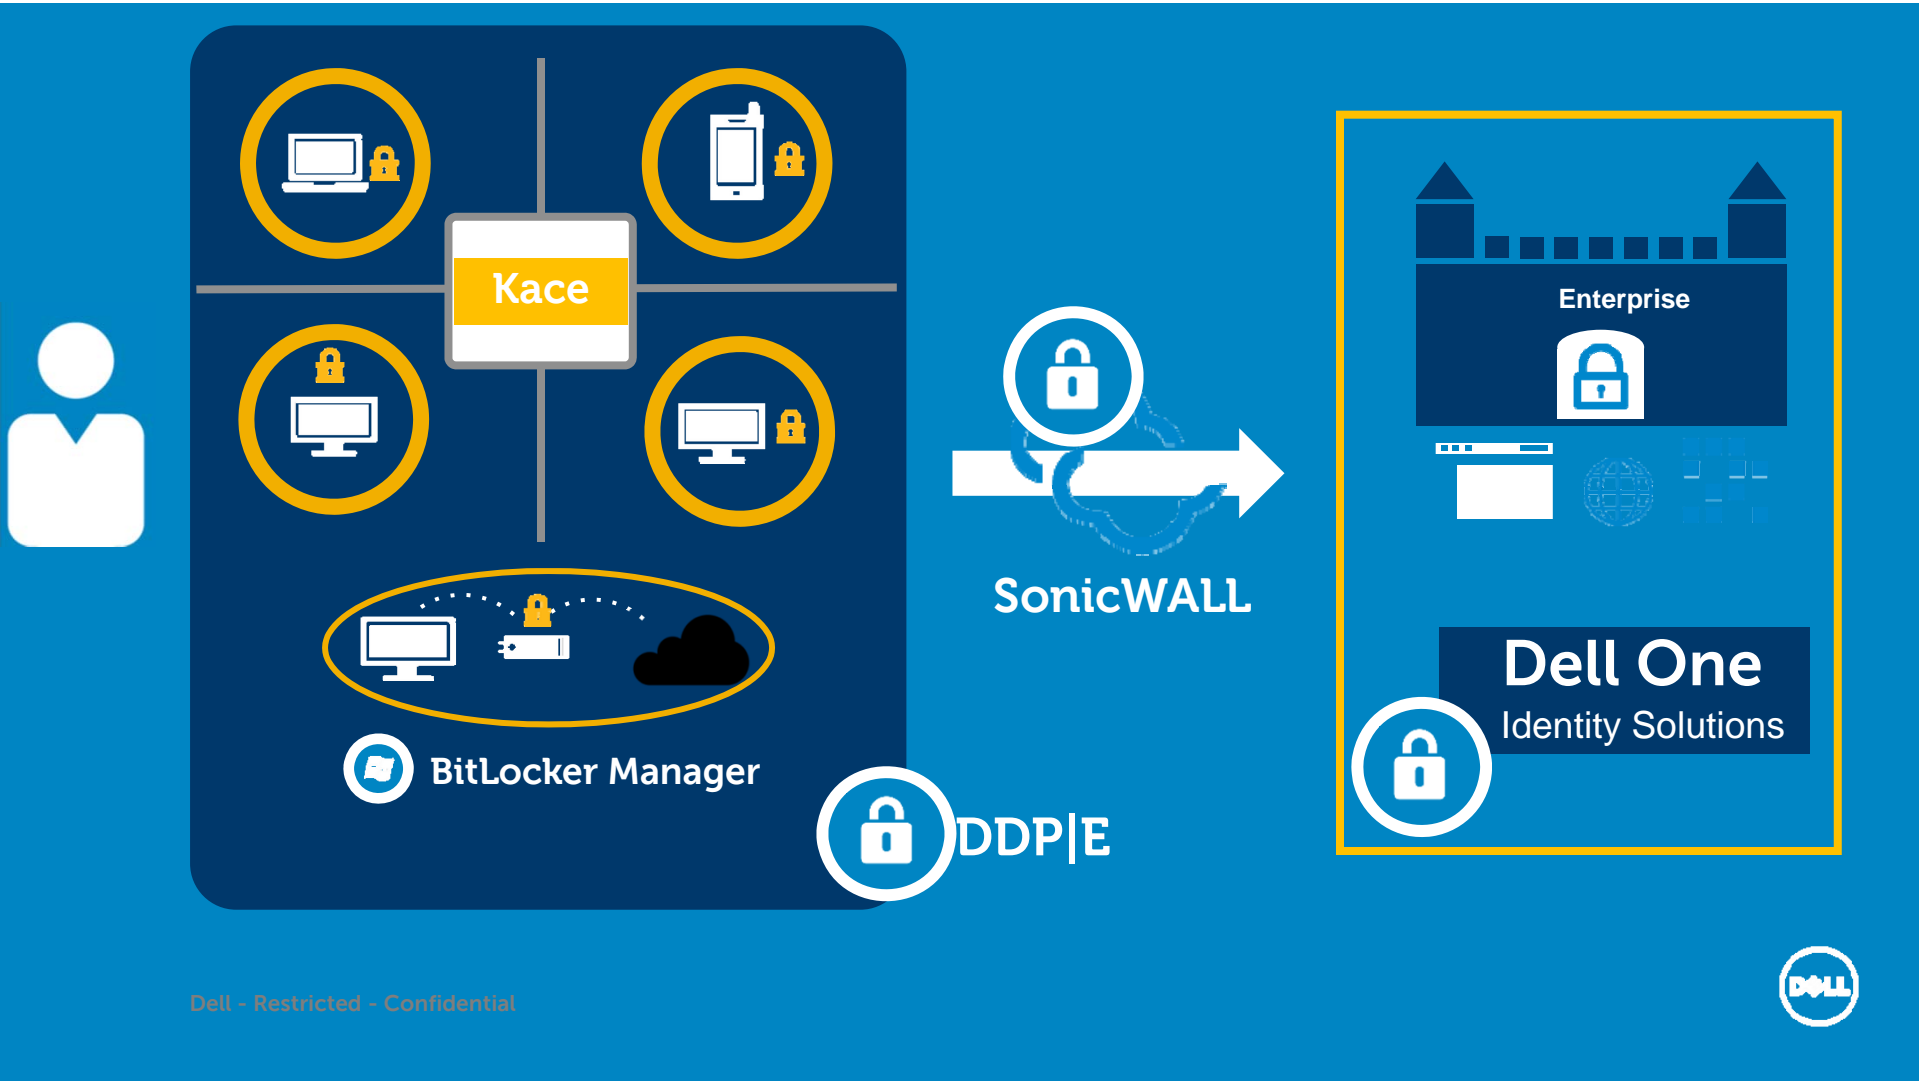 Kace
Enterprise
SonicWALL
Dell One
Identity Solutions
BitLocker Manager
DDP|E
Dell - Restricted - Confidential
DELL